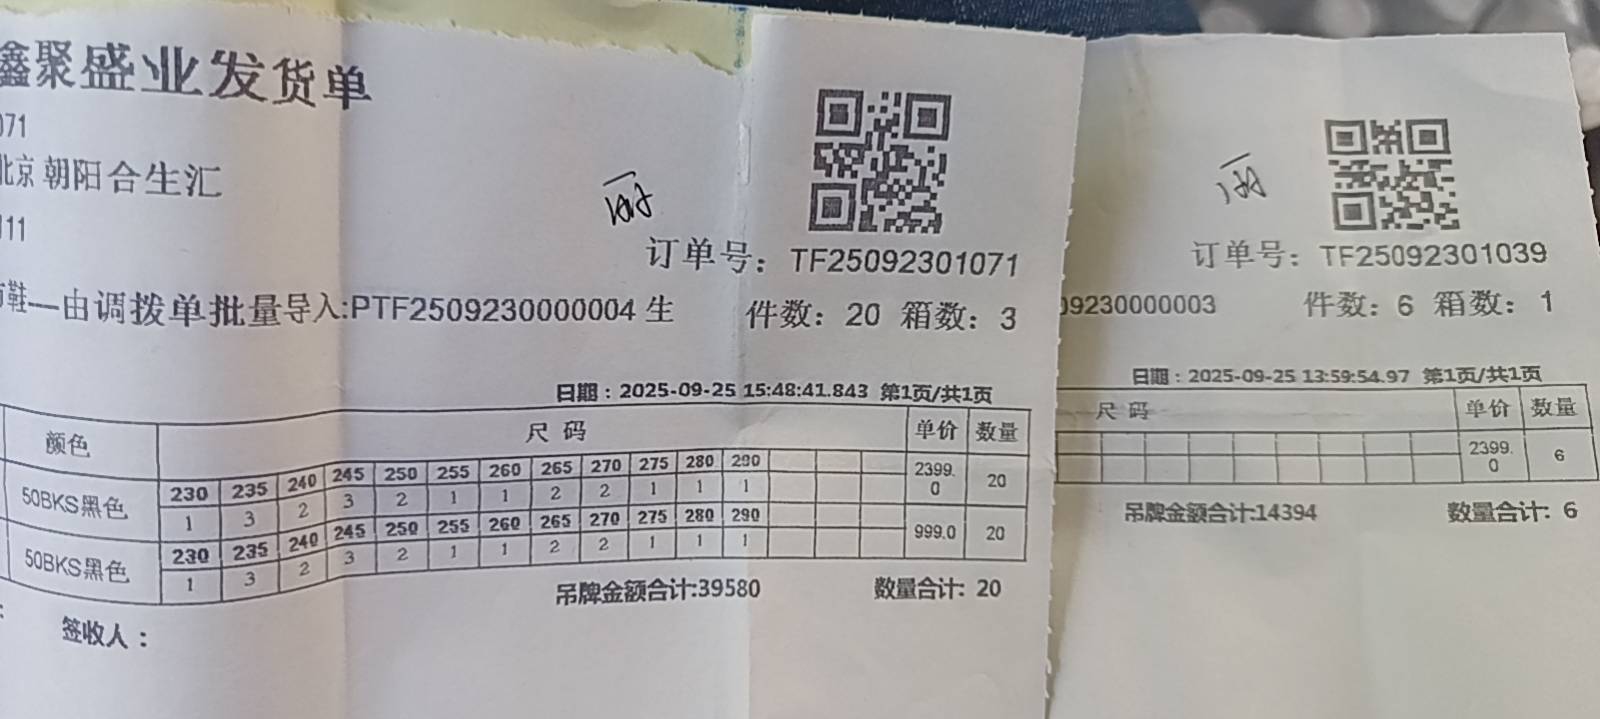 鑫聚盛业发货单
071
北京朝阳合生汇
111
订单号：TF25092301071
鞋—由调拨单批量导入:PTF2509230000004 生
件数：20 箱数：3
日期：2025-09-25 15:48:41.843 第1页/共1页
颜色 尺 码 单价 数量
50BKS黑色 230 235 240 245 250 255 260 265 270 275 280 290 2399.0 20
1 3 2 3 2 1 1 2 2 1 1 1
50BKS黑色 230 235 240 245 250 255 260 265 270 275 280 290 999.0 20
1 3 2 3 2 1 1 2 2 1 1 1
吊牌金额合计:39580 数量合计: 20
签收人：
订单号：TF25092301039
09230000003 件数：6 箱数：1
日期：2025-09-25 13:59:54.97 第1页/共1页
尺 码 单价 数量
2399.0 6
吊牌金额合计:14394 数量合计: 6